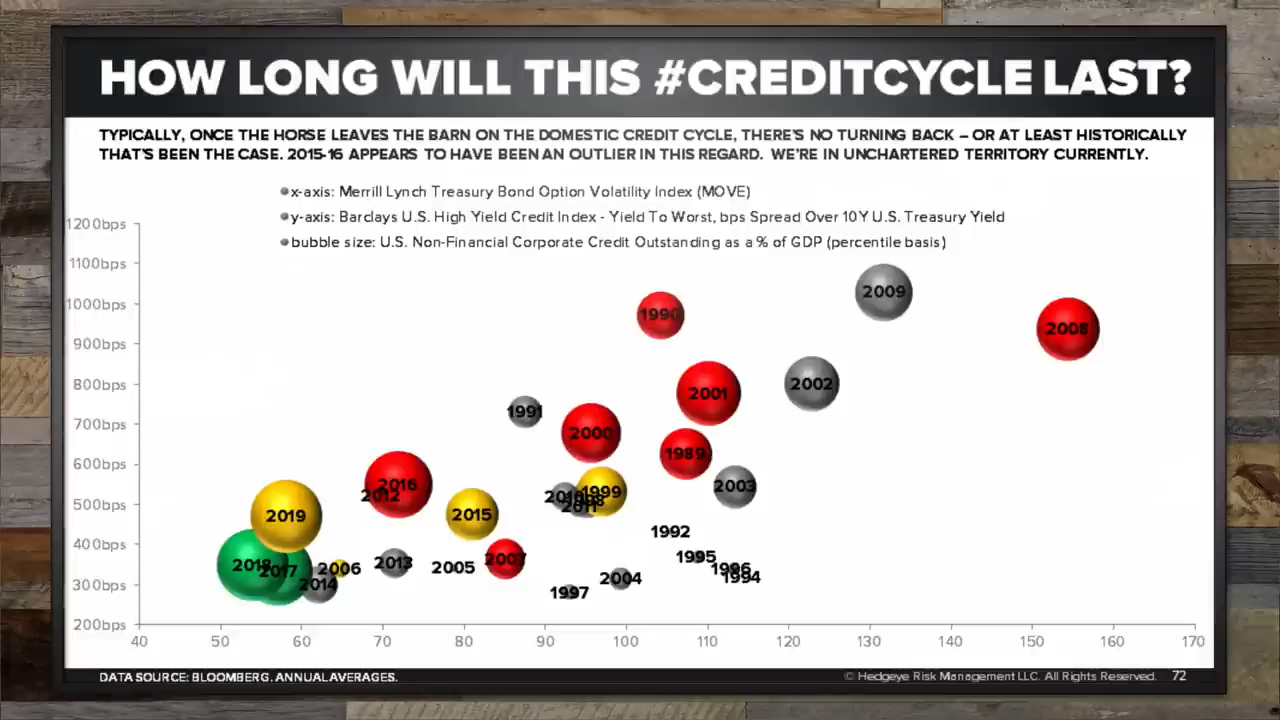 HOW LONG WILL THIS #CREDITCYCLE LAST?
TYPICALLY, ONCE THE HORSE LEAVES THE BARN ON THE DOMESTIC CREDIT CYCLE, THERE'S NO TURNING BACK – OR AT LEAST HISTORICALLY
THAT'S BEEN THE CASE. 2015-16 APPEARS TO HAVE BEEN AN OUTLIER IN THIS REGARD. WE'RE IN UNCHARTERED TERRITORY CURRENTLY.
x-axis: Merrill Lynch Treasury Bond Option Volatility Index (MOVE)
y-axis: Barclays U.S. High Yield Credit Index - Yield To Worst, bps Spread Over 10Y U.S. Treasury Yield
bubble size: U.S. Non-Financial Corporate Credit Outstanding as a % of GDP (percentile basis)
1200bps
1100bps
1000bps
900bps
800bps
700bps
600bps
500bps
400bps
300bps
200bps
2009
1990
2008
2002
2001
1991
2000
1989
2016
2012
2003
1999
2011
2019
2015
1992
1995
1996
1994
2007
2005
2013
2006
2018
2017
2014
2004
1997
40 50 60 70 80 90 100 110 120 130 140 150 160 170
DATA SOURCE: BLOOMBERG. ANNUAL AVERAGES.
© Hedgeye Risk Management LLC. All Rights Reserved. 72